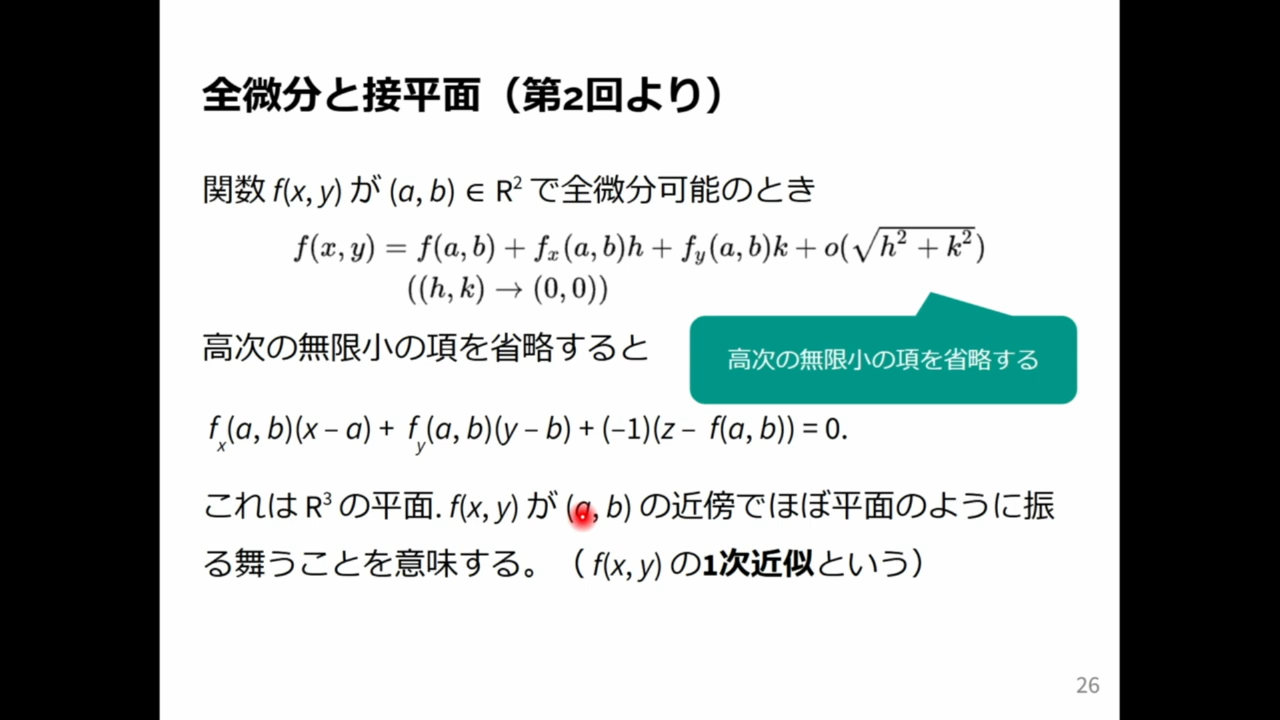 全微分と接平面（第2回より）
関数 f(x, y) が (a, b) ∈ R² で全微分可能のとき
f(x, y) = f(a, b) + fₓ(a, b)h + f_y(a, b)k + o(√(h² + k²))
((h, k) → (0, 0))
高次の無限小の項を省略すると
高次の無限小の項を省略する
fₓ(a, b)(x – a) + f_y(a, b)(y – b) + (–1)(z – f(a, b)) = 0.
これは R³ の平面. f(x, y) が (a, b) の近傍でほぼ平面のように振
る舞うことを意味する。（ f(x, y) の1次近似という）
26